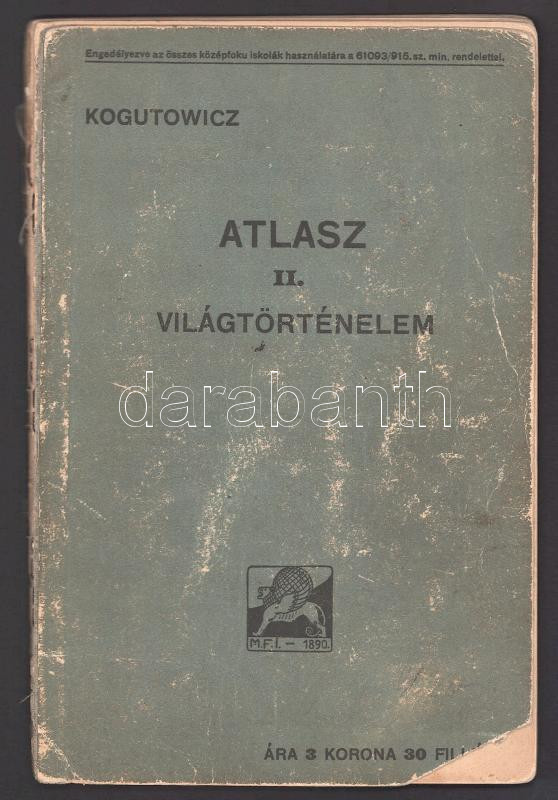 Engedélyezve az összes középfoku iskolák használatára a 61093/915. sz. min. rendelettel.
KOGUTOWICZ
ATLASZ
II.
VILÁGTÖRTÉNELEM
darabanth
M.F.I. – 1890.
ÁRA 3 KORONA 30